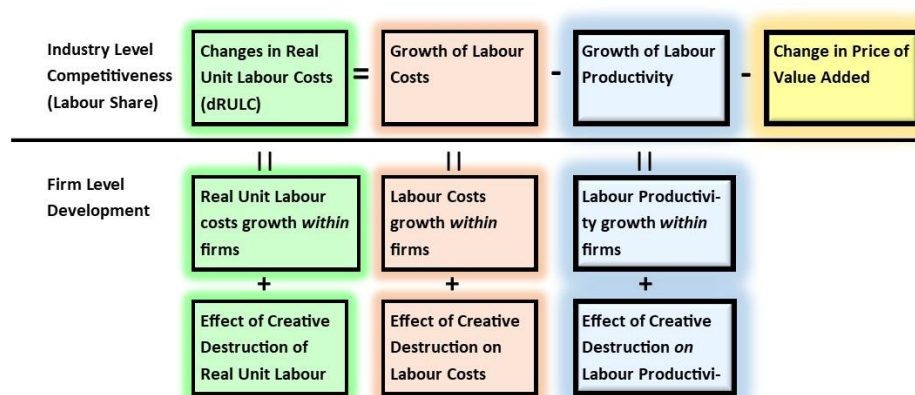 Industry Level
Competitiveness
(Labour Share)
Changes in Real
Unit Labour Costs
(dRULC)
=
Growth of Labour
Costs
-
Growth of Labour
Productivity
-
Change in Price of
Value Added
Firm Level
Development
||
Real Unit Labour
costs growth within
firms
+
Effect of Creative
Destruction of
Real Unit Labour
||
Labour Costs
growth within
firms
+
Effect of Creative
Destruction on
Labour Costs
||
Labour Productivi-
ty growth within
firms
+
Effect of Creative
Destruction on
Labour Productivi-